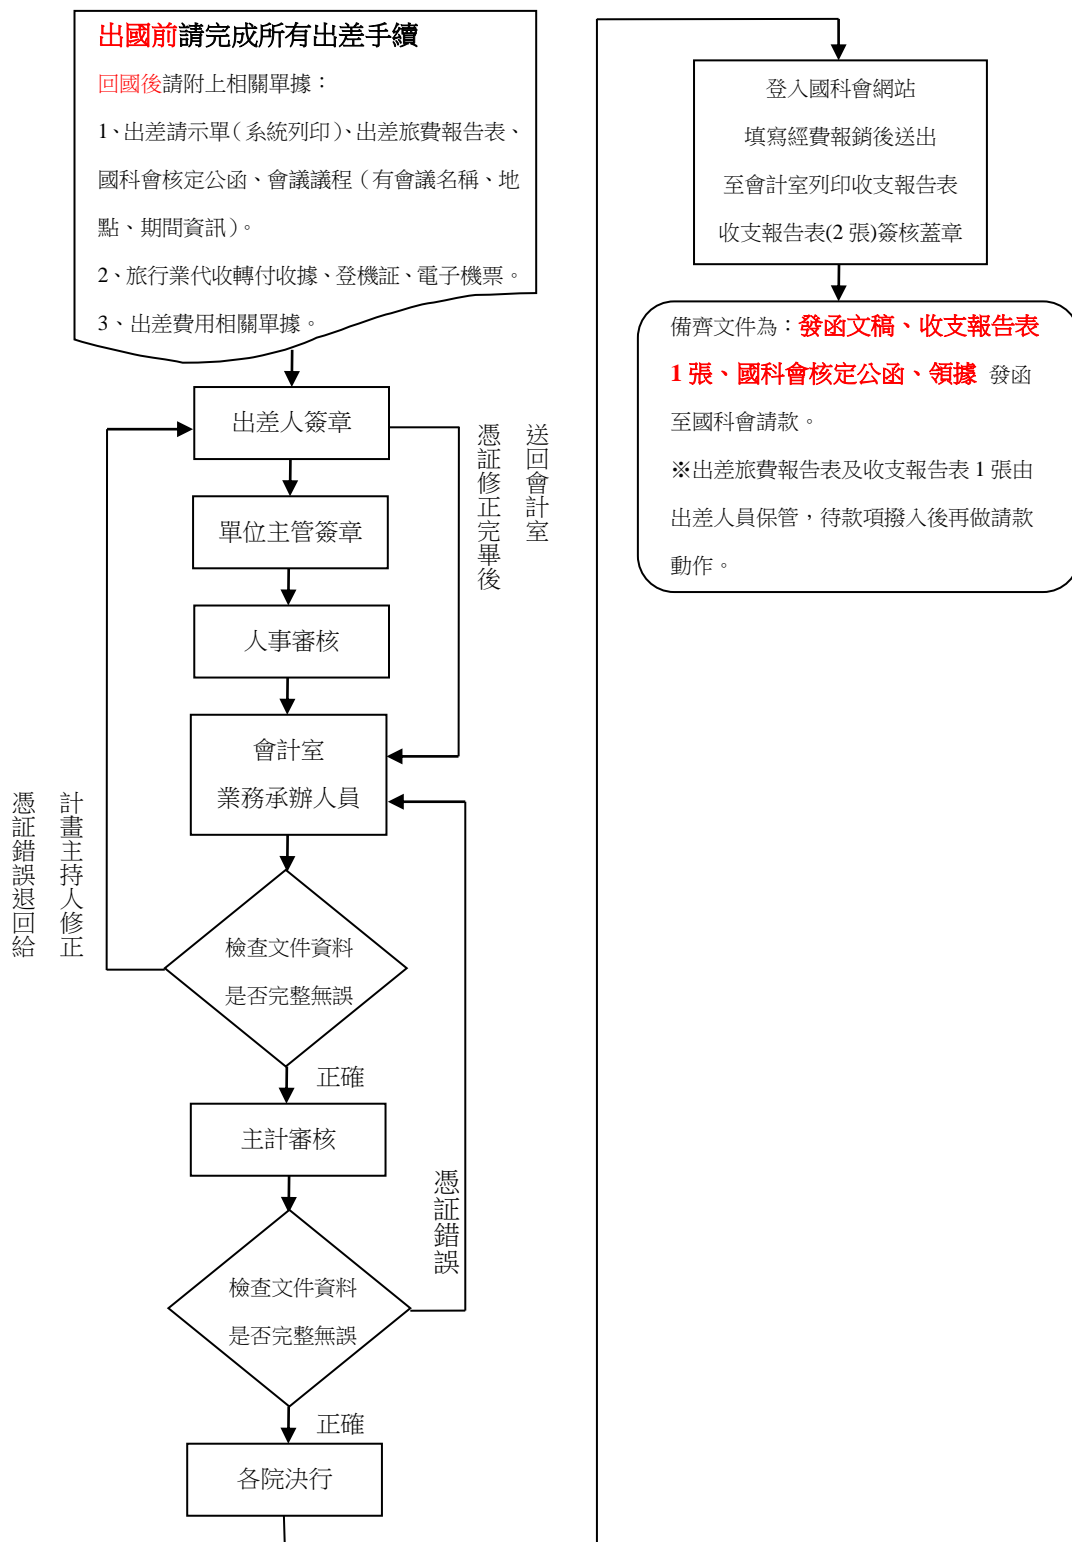 出國前請完成所有出差手續
回國後請附上相關單據：
1、出差請示單（系統列印）、出差旅費報告表、
國科會核定公函、會議議程（有會議名稱、地
點、期間資訊）。
2、旅行業代收轉付收據、登機証、電子機票。
3、出差費用相關單據。
出差人簽章
單位主管簽章
人事審核
會計室
業務承辦人員
送回會計室
憑証修正完畢後
計畫主持人修正
憑証錯誤退回給
檢查文件資料
是否完整無誤
正確
主計審核
憑証錯誤
檢查文件資料
是否完整無誤
正確
各院決行
登入國科會網站
填寫經費報銷後送出
至會計室列印收支報告表
收支報告表(2 張)簽核蓋章
備齊文件為：發函文稿、收支報告表
1 張、國科會核定公函、領據 發函
至國科會請款。
※出差旅費報告表及收支報告表 1 張由
出差人員保管，待款項撥入後再做請款
動作。